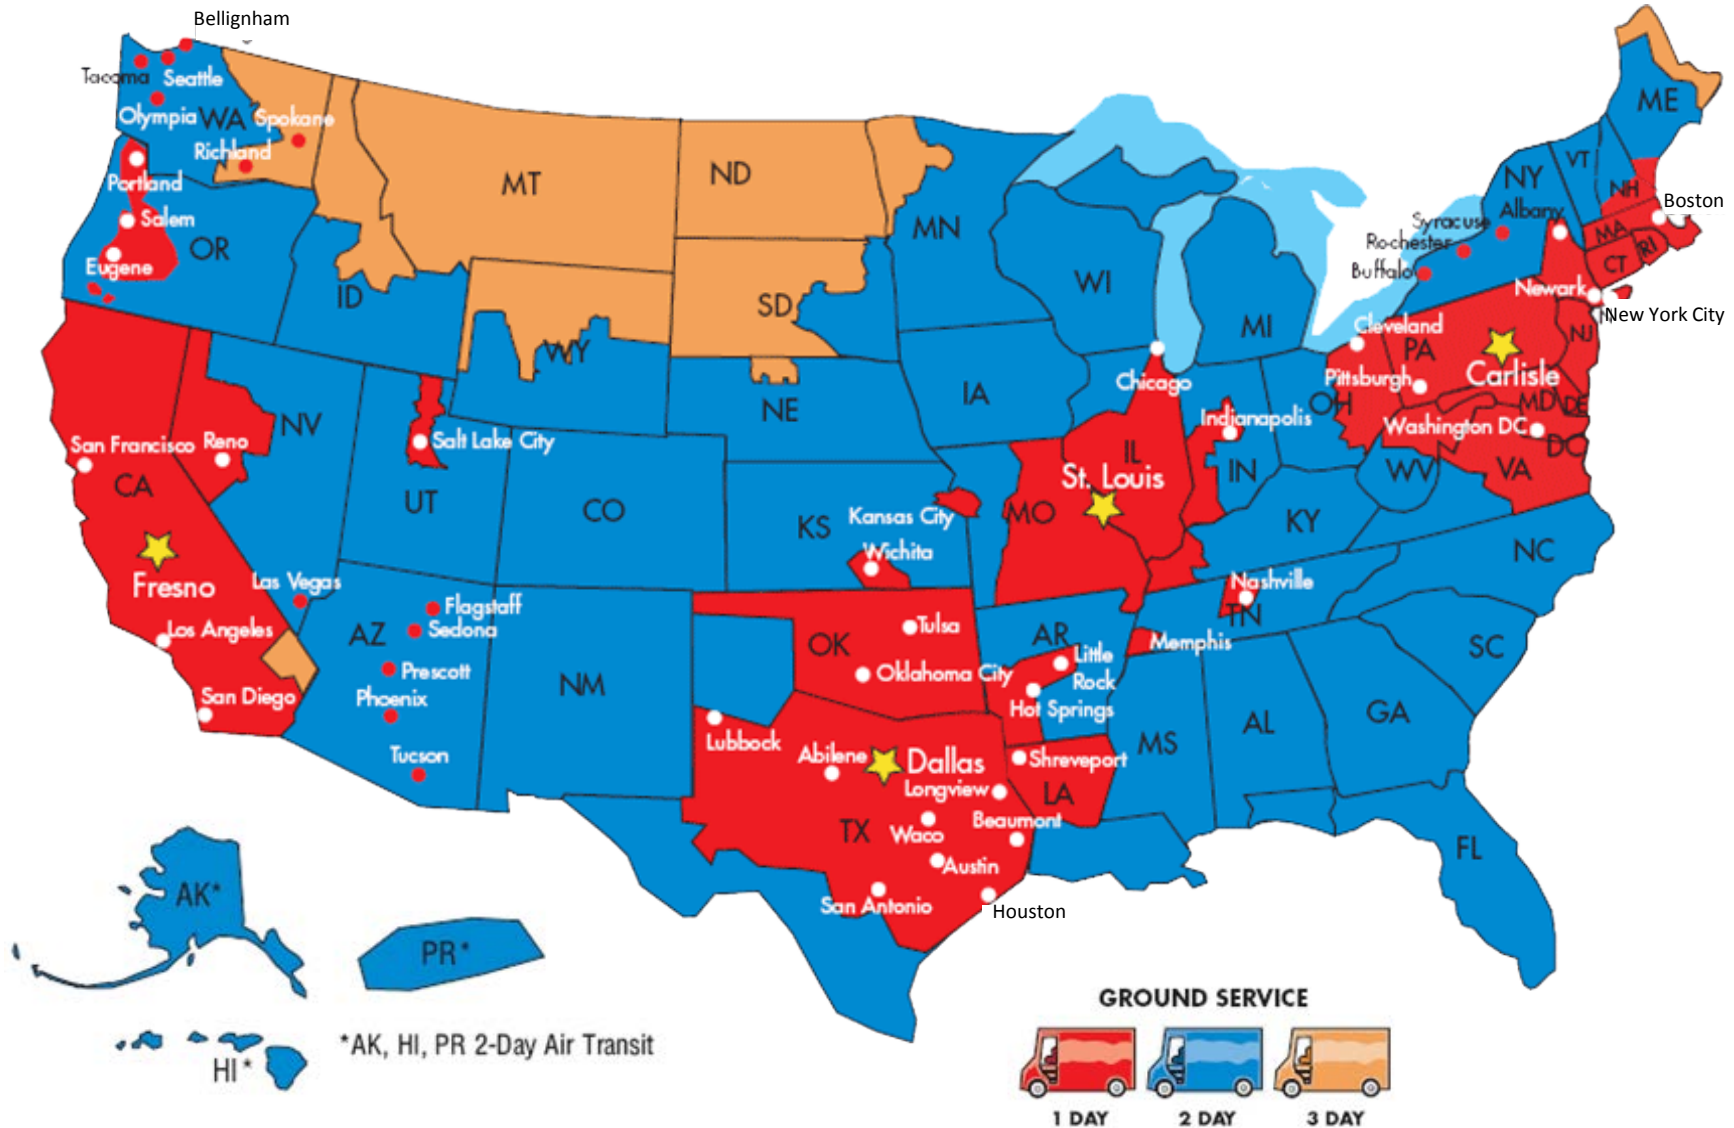 Bellignham
Tacoma
Seattle
Olympia
WA
Spokane
Richland
Portland
Salem
Eugene
OR
ID
MT
ND
SD
WY
MN
WI
MI
IA
NE
NV
UT
CO
KS
San Francisco
Reno
CA
Salt Lake City
Fresno
Las Vegas
Los Angeles
San Diego
AZ
Flagstaff
Sedona
Prescott
Phoenix
Tucson
NM
Kansas City
Wichita
OK
Tulsa
Oklahoma City
Lubbock
Abilene
Dallas
Longview
Waco
Beaumont
TX
Austin
San Antonio
Houston
Chicago
IL
St. Louis
MO
Indianapolis
IN
OH
KY
WV
VA
NC
SC
Nashville
TN
Memphis
AR
Little
Rock
Hot Springs
Shreveport
LA
MS
AL
GA
FL
ME
VT
NH
NY
Albany
Syracuse
Rochester
Buffalo
Boston
MA
RI
CT
Newark
New York City
NJ
Cleveland
PA
Carlisle
Pittsburgh
MD
DE
Washington DC
DC
AK*
PR*
HI*
*AK, HI, PR 2-Day Air Transit
GROUND SERVICE
1 DAY
2 DAY
3 DAY